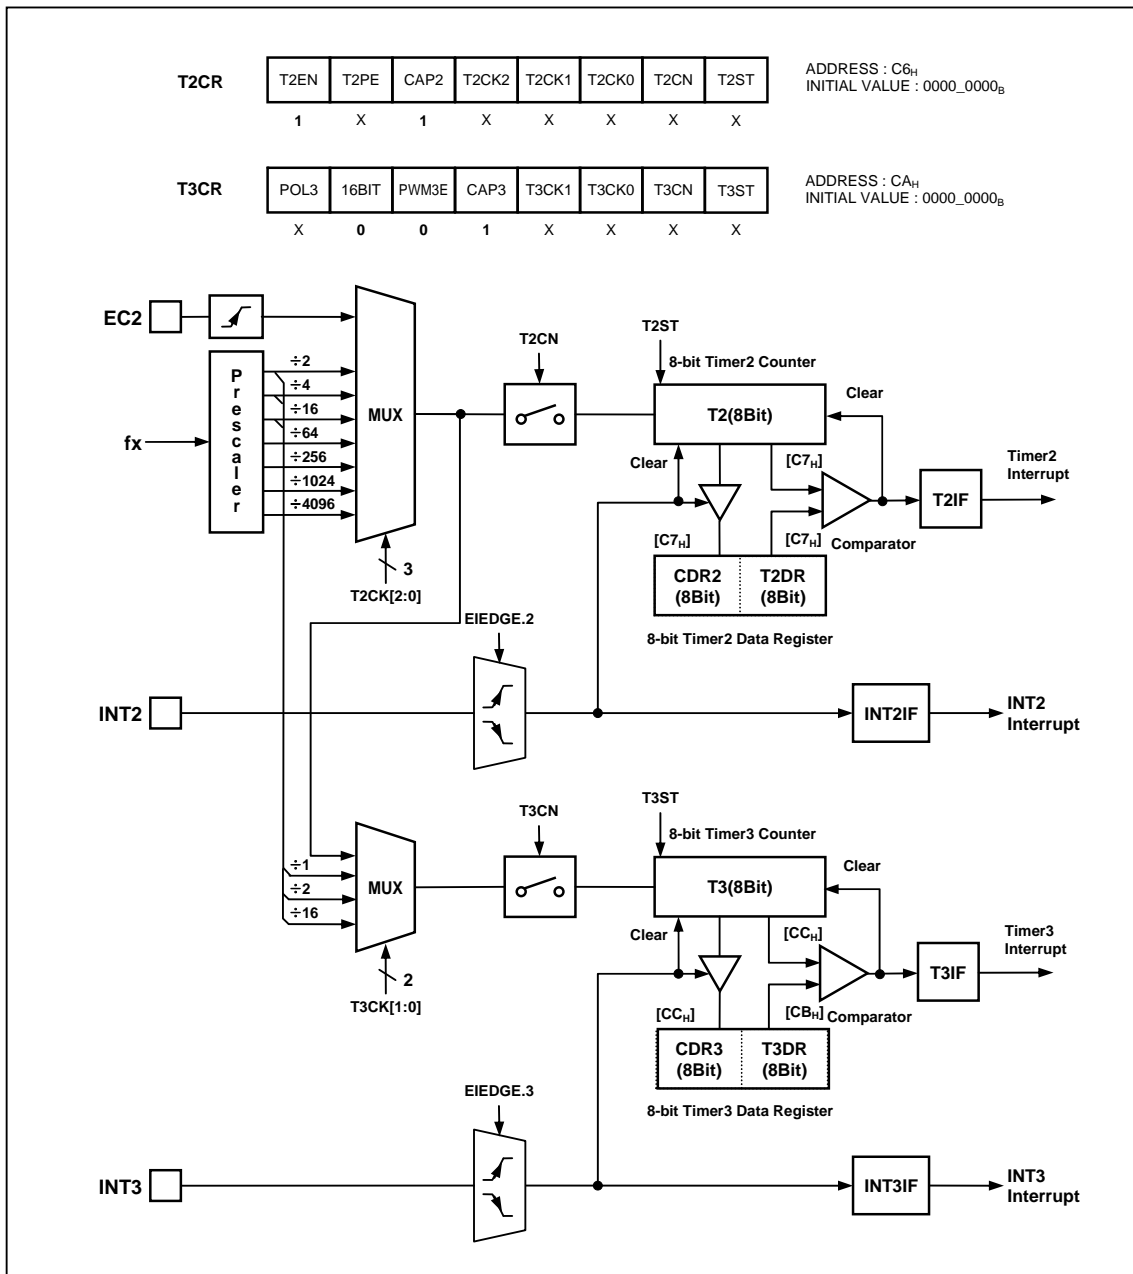 T2CR T2EN T2PE CAP2 T2CK2 T2CK1 T2CK0 T2CN T2ST ADDRESS : C6H
INITIAL VALUE : 0000_0000B
1 X 1 X X X X X
T3CR POL3 16BIT PWM3E CAP3 T3CK1 T3CK0 T3CN T3ST ADDRESS : CAH
INITIAL VALUE : 0000_0000B
X 0 0 1 X X X X
EC2
fx
Prescaler
÷2
÷4
÷16
÷64
÷256
÷1024
÷4096
MUX
3
T2CK[2:0]
T2CN
T2ST
8-bit Timer2 Counter
T2(8Bit)
Clear
Clear
[C7H]
[C7H]
[C7H]
Comparator
T2IF
Timer2
Interrupt
CDR2
(8Bit)
T2DR
(8Bit)
8-bit Timer2 Data Register
EIEDGE.2
INT2
INT2IF
INT2
Interrupt
÷1
÷2
÷16
MUX
2
T3CK[1:0]
T3CN
T3ST
8-bit Timer3 Counter
T3(8Bit)
Clear
Clear
[CCH]
[CCH]
[CBH]
Comparator
T3IF
Timer3
Interrupt
CDR3
(8Bit)
T3DR
(8Bit)
8-bit Timer3 Data Register
EIEDGE.3
INT3
INT3IF
INT3
Interrupt